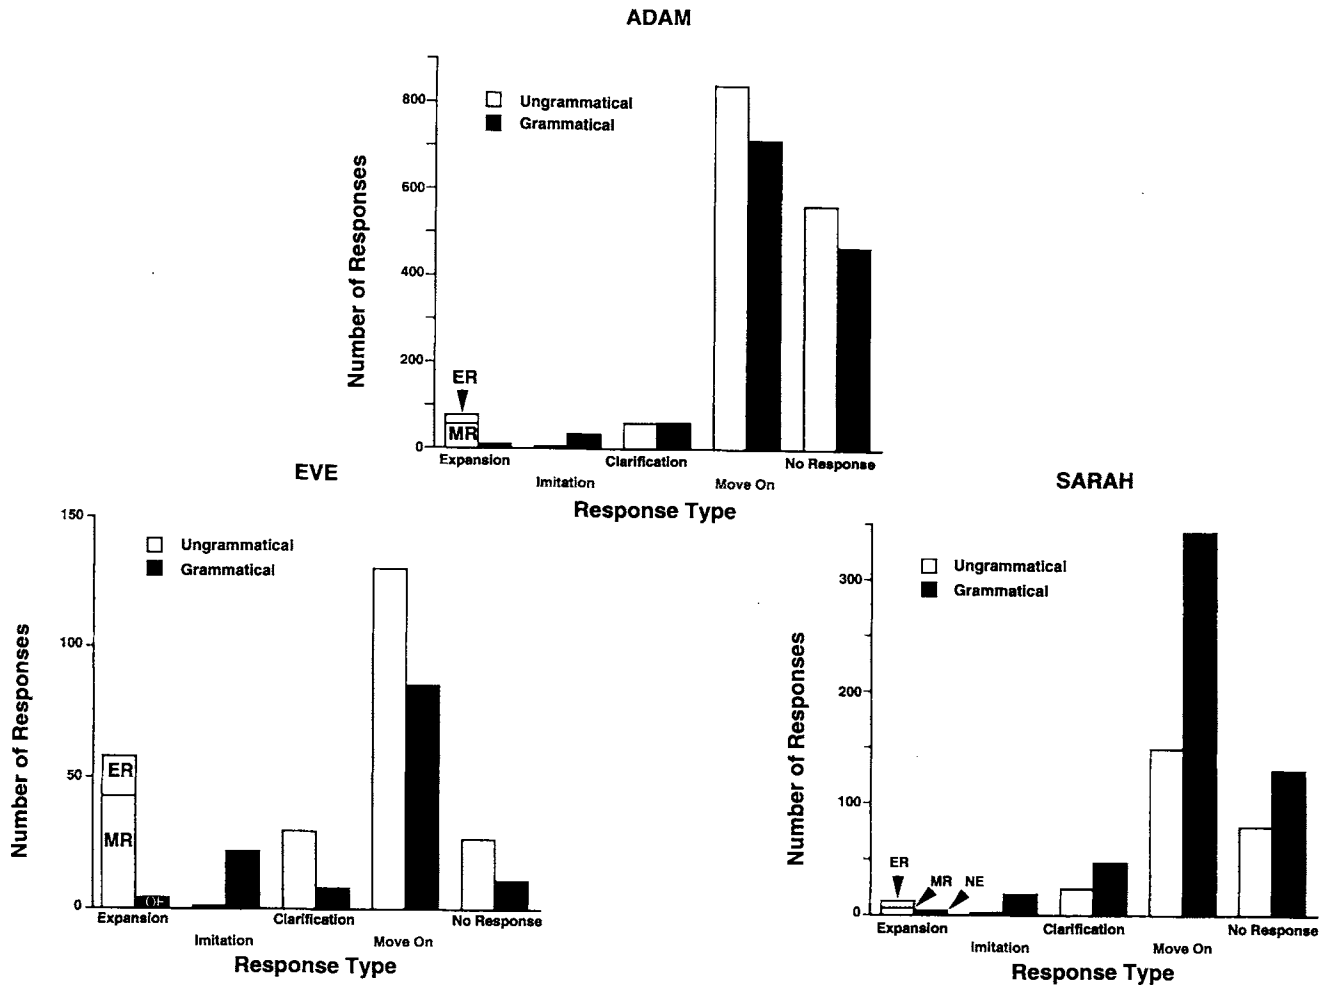 ADAM
Ungrammatical
Grammatical
Number of Responses
800
600
400
200
0
ER
MR
Expansion
Imitation
Clarification
Move On
No Response
Response Type
EVE
Ungrammatical
Grammatical
Number of Responses
150
100
50
0
ER
MR
Expansion
Imitation
Clarification
Move On
No Response
Response Type
SARAH
Ungrammatical
Grammatical
Number of Responses
300
200
100
0
ER
MR
NE
Expansion
Imitation
Clarification
Move On
No Response
Response Type